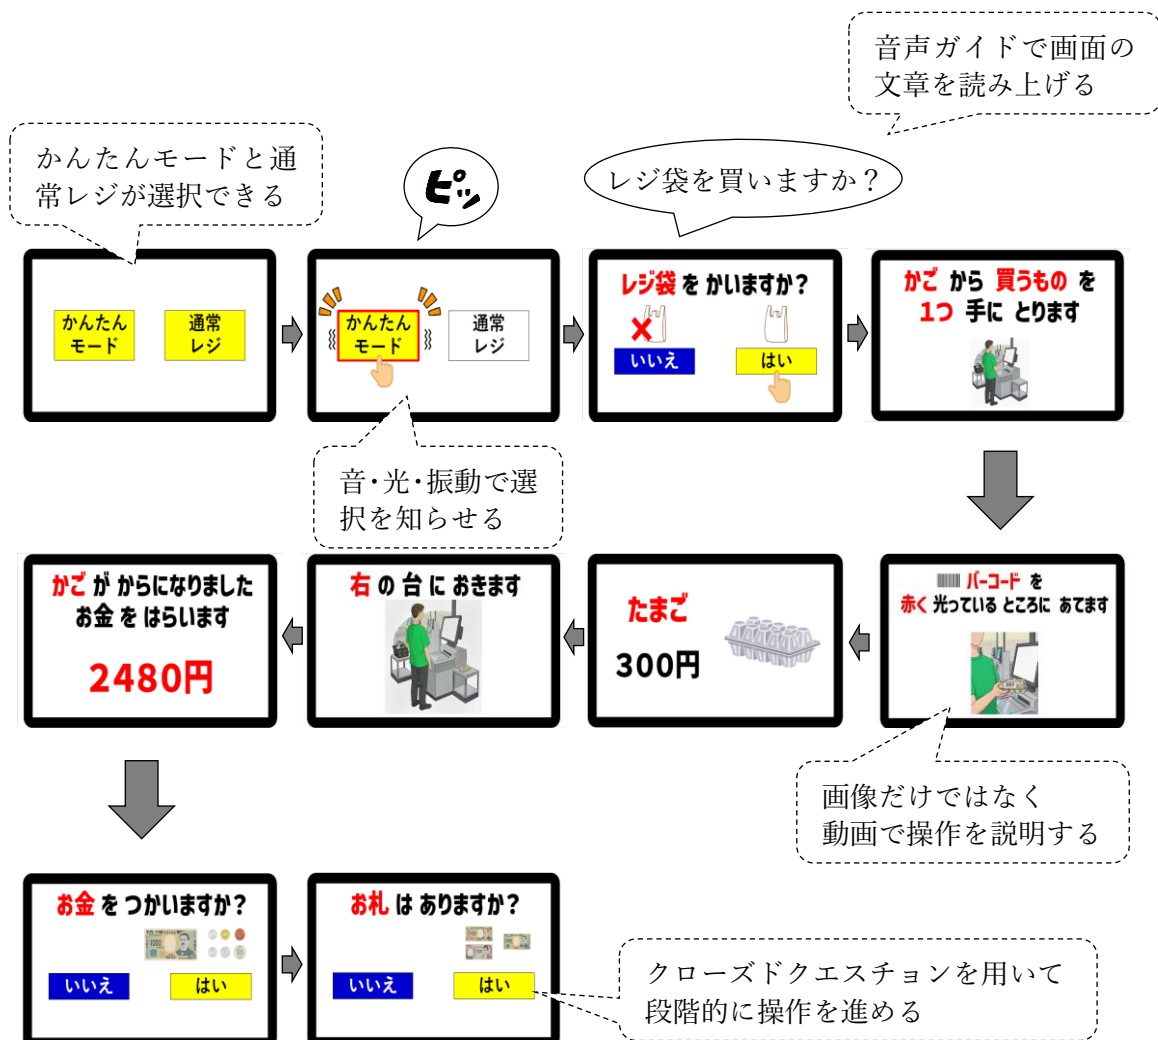 音声ガイドで画面の
文章を読み上げる
かんたんモードと通
常レジが選択できる
ピッ
レジ袋を買いますか？
かんたん
モード
通常
レジ
かんたん
モード
通常
レジ
レジ袋 を かいますか？
いいえ
はい
かご から 買うもの を
1つ 手に とります
音・光・振動で選
択を知らせる
バーコード を
赤く 光っている ところに あてます
たまご
300円
右 の 台 に おきます
かご が からになりました
お金 を はらいます
2480円
画像だけではなく
動画で操作を説明する
お金 を つかいますか？
いいえ
はい
お札 は ありますか？
いいえ
はい
クローズドクエスチョンを用いて
段階的に操作を進める